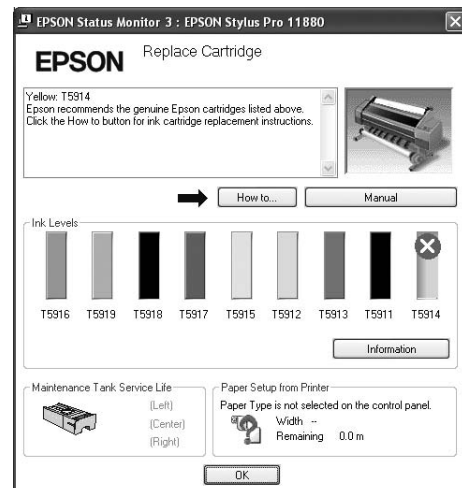 EPSON Status Monitor 3 : EPSON Stylus Pro 11880
EPSON
Replace Cartridge
Yellow: T5914
Epson recommends the genuine Epson cartridges listed above.
Click the How to button for ink cartridge replacement instructions.
How to...
Manual
Ink Levels
T5916 T5919 T5918 T5917 T5915 T5912 T5913 T5911 T5914
Information
Maintenance Tank Service Life
(Left)
(Center)
(Right)
Paper Setup from Printer
Paper Type is not selected on the control panel.
Width --
Remaining 0.0 m
OK